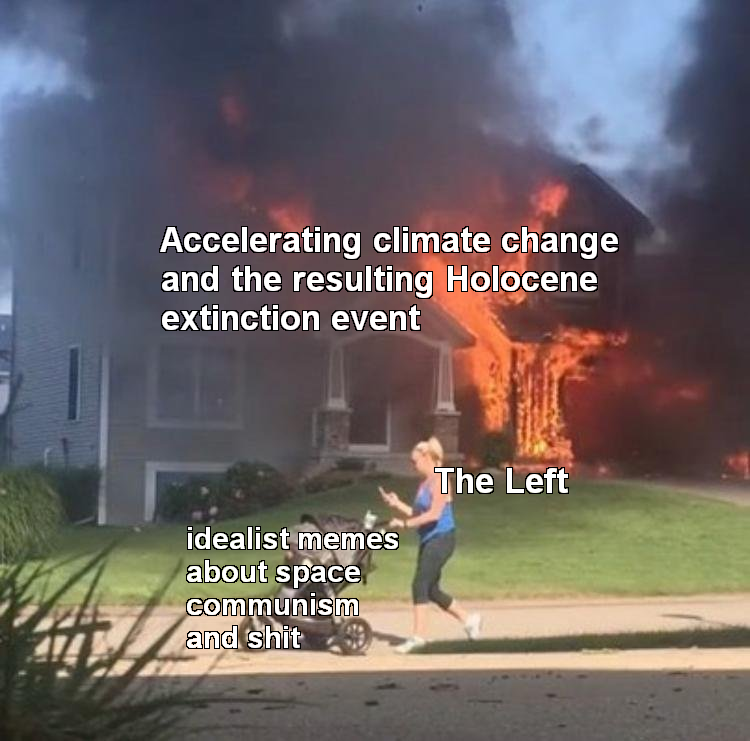 Accelerating climate change
and the resulting Holocene
extinction event
The Left
idealist memes
about space
communism
and shit